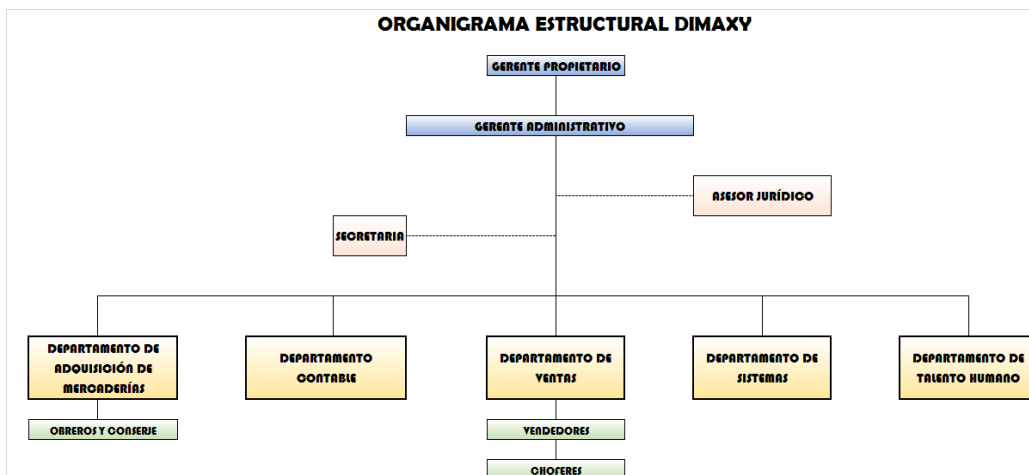 ORGANIGRAMA ESTRUCTURAL DIMAXY
GERENTE PROPIETARIO
GERENTE ADMINISTRATIVO
ASESOR JURÍDICO
SECRETARIA
DEPARTAMENTO DE
ADQUISICIÓN DE
MERCADERÍAS
DEPARTAMENTO
CONTABLE
DEPARTAMENTO DE
VENTAS
DEPARTAMENTO DE
SISTEMAS
DEPARTAMENTO DE
TALENTO HUMANO
OBREROS Y CONSERJE
VENDEDORES
CHOFERES